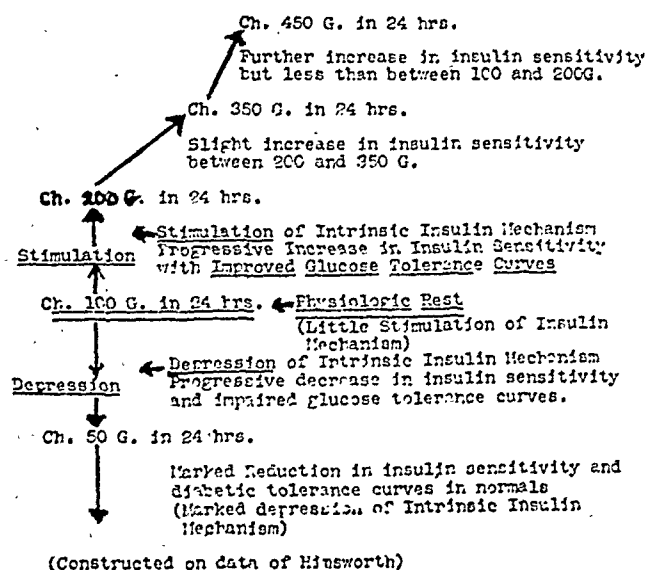 Ch. 450 G. in 24 hrs.
Further increase in insulin sensitivity
but less than between 100 and 200G.
Ch. 350 G. in 24 hrs.
Slight increase in insulin sensitivity
between 200 and 350 G.
Ch. 200 G. in 24 hrs.
Stimulation of Intrinsic Insulin Mechanism
Progressive Increase in Insulin Sensitivity
Stimulation
with Improved Glucose Tolerance Curves
Ch. 100 G. in 24 hrs.
Physiologic Rest
(Little Stimulation of Insulin
Mechanism)
Depression of Intrinsic Insulin Mechanism
Progressive decrease in insulin sensitivity
Depression
and impaired glucose tolerance curves.
Ch. 50 G. in 24 hrs.
Marked Reduction in insulin sensitivity and
diabetic tolerance curves in normals
(Marked depression of Intrinsic Insulin
Mechanism)
(Constructed on data of Himsworth)